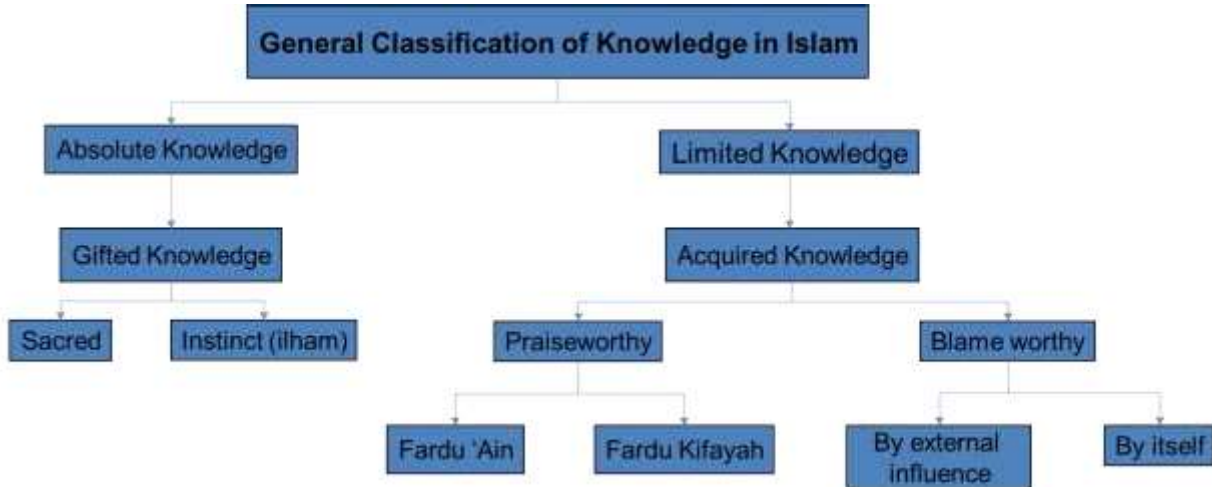 General Classification of Knowledge in Islam
Absolute Knowledge
Limited Knowledge
Gifted Knowledge
Acquired Knowledge
Sacred
Instinct (ilham)
Praiseworthy
Blame worthy
Fardu ‘Ain
Fardu Kifayah
By external
influence
By itself